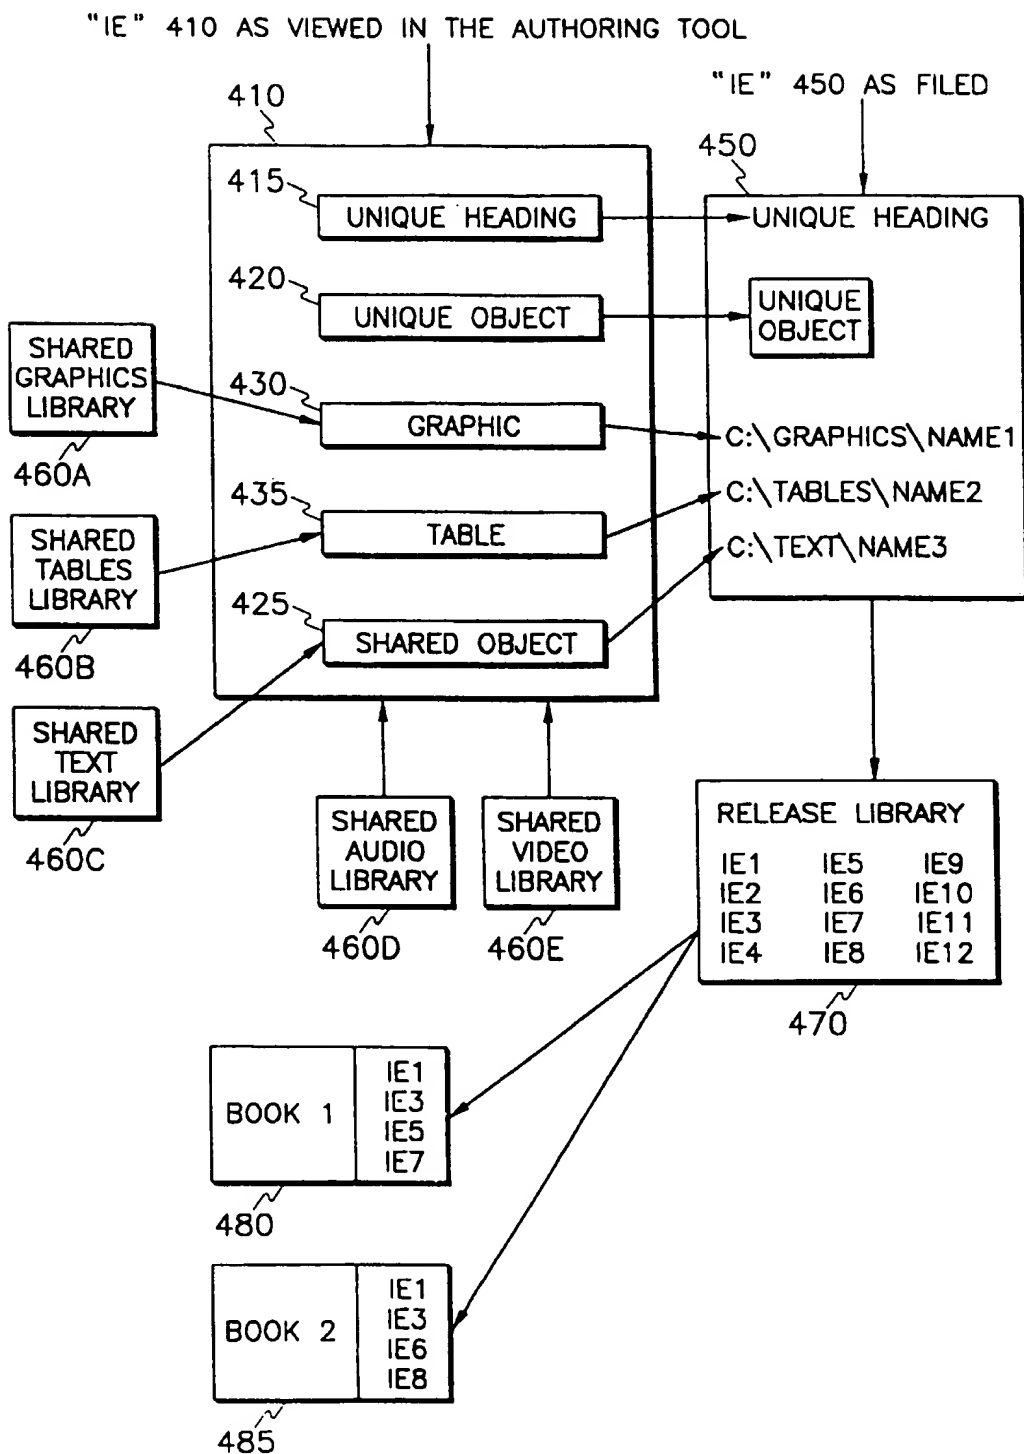 "IE" 410 AS VIEWED IN THE AUTHORING TOOL
"IE" 450 AS FILED
410
450
415
UNIQUE HEADING
UNIQUE HEADING
420
UNIQUE OBJECT
UNIQUE
OBJECT
SHARED
GRAPHICS
LIBRARY
460A
430
GRAPHIC
C:\GRAPHICS\NAME1
435
TABLE
C:\TABLES\NAME2
SHARED
TABLES
LIBRARY
460B
C:\TEXT\NAME3
425
SHARED OBJECT
SHARED
TEXT
LIBRARY
460C
SHARED
AUDIO
LIBRARY
460D
SHARED
VIDEO
LIBRARY
460E
RELEASE LIBRARY
IE1 IE5 IE9
IE2 IE6 IE10
IE3 IE7 IE11
IE4 IE8 IE12
470
BOOK 1
IE1
IE3
IE5
IE7
480
BOOK 2
IE1
IE3
IE6
IE8
485